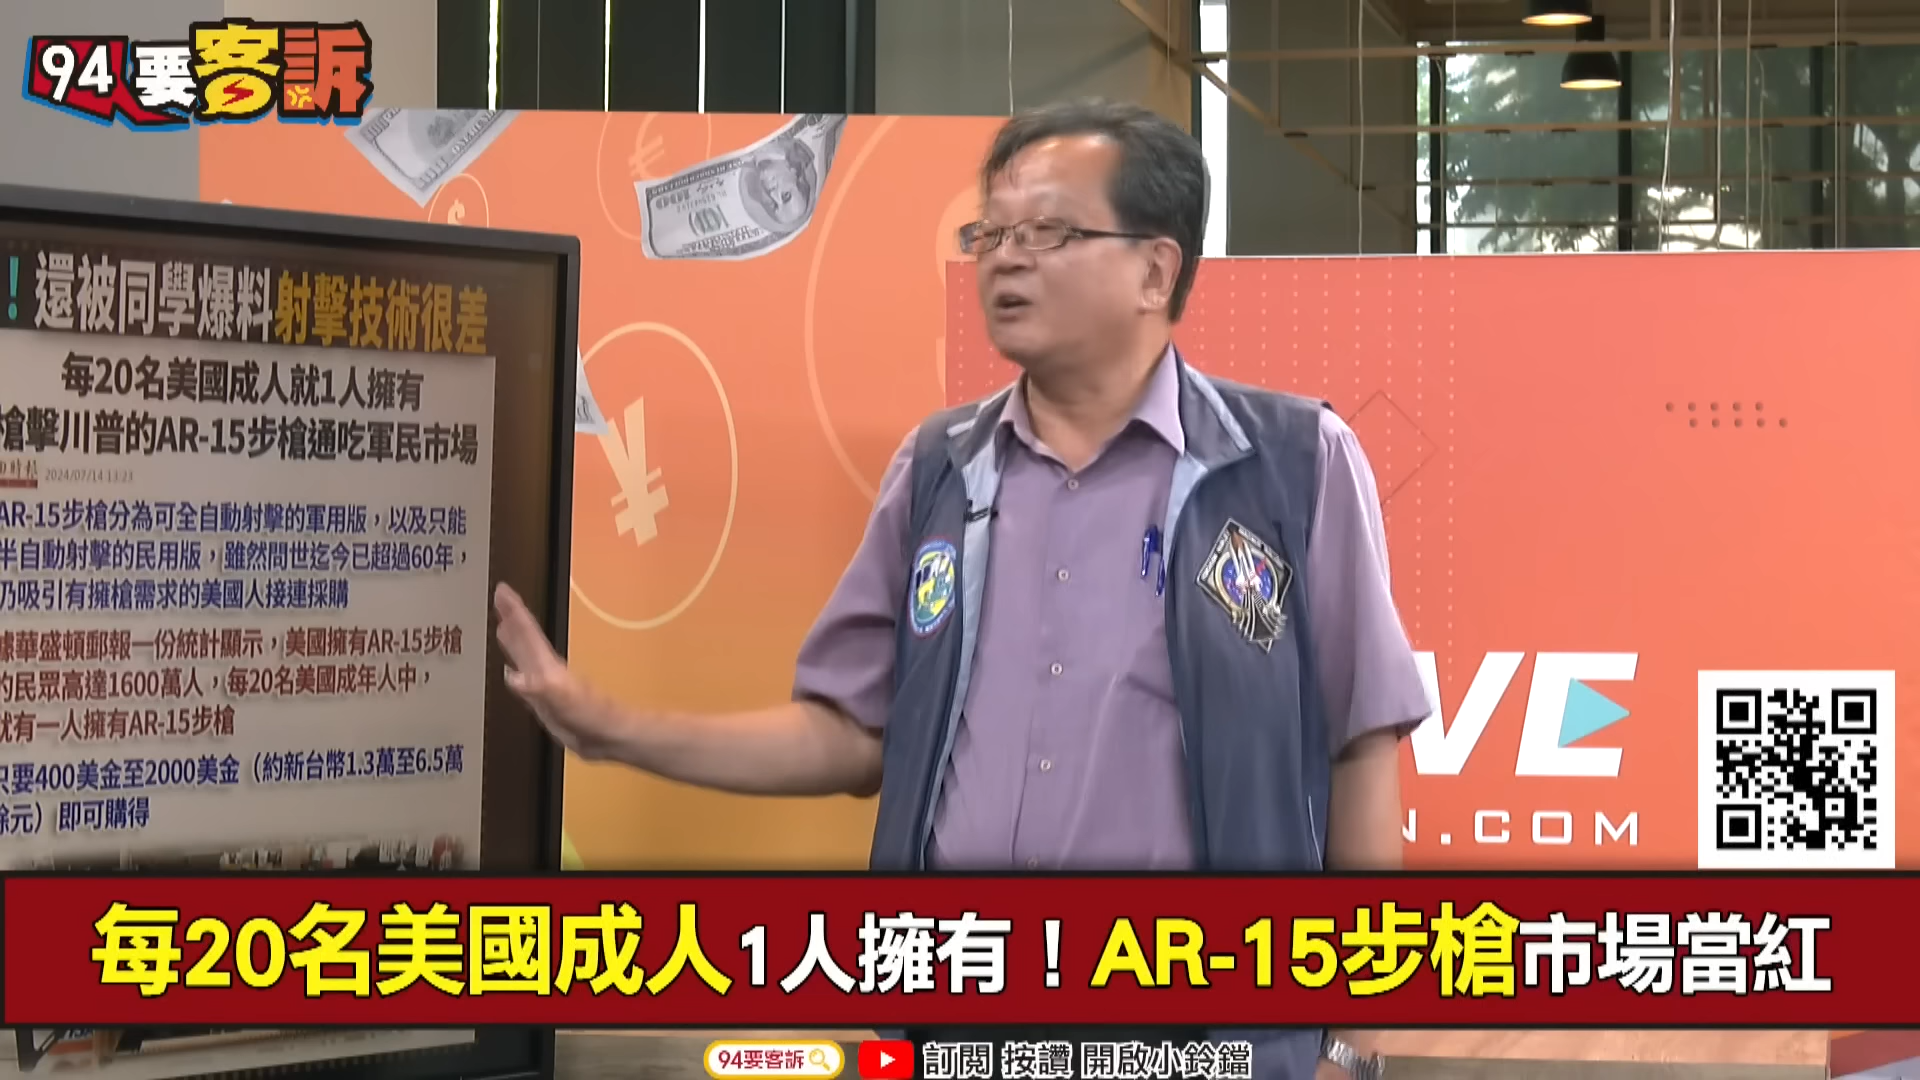 94要客訴
！還被同學爆料射擊技術很差
每20名美國成人就1人擁有
槍擊川普的AR-15步槍通吃軍民市場
時報 2024/07/14 13:23
AR-15步槍分為可全自動射擊的軍用版，以及只能
半自動射擊的民用版，雖然問世迄今已超過60年，
仍吸引有擁槍需求的美國人接連採購
據華盛頓郵報一份統計顯示，美國擁有AR-15步槍
的民眾高達1600萬人，每20名美國成年人中，
就有一人擁有AR-15步槍
只要400美金至2000美金（約新台幣1.3萬至6.5萬
餘元）即可購得
VE
N.COM
每20名美國成人1人擁有！AR-15步槍市場當紅
94要客訴 訂閱 按讚 開啟小鈴鐺